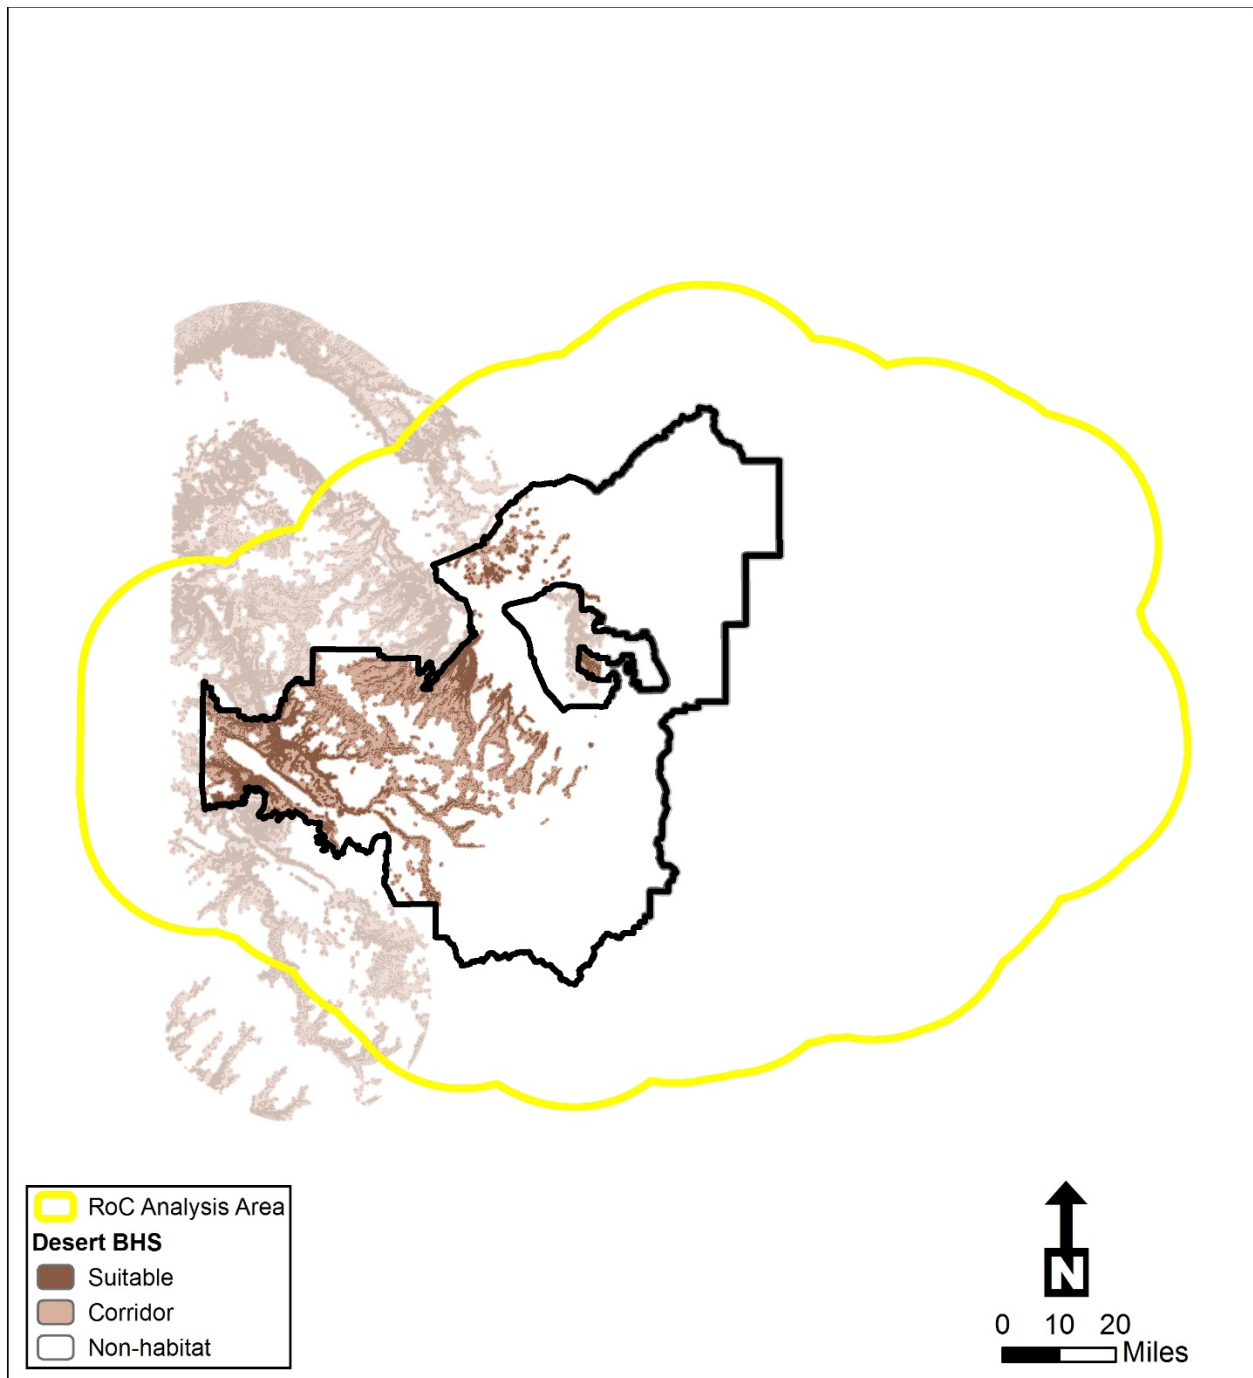 RoC Analysis Area
Desert BHS
Suitable
Corridor
Non-habitat
N
0 10 20
Miles